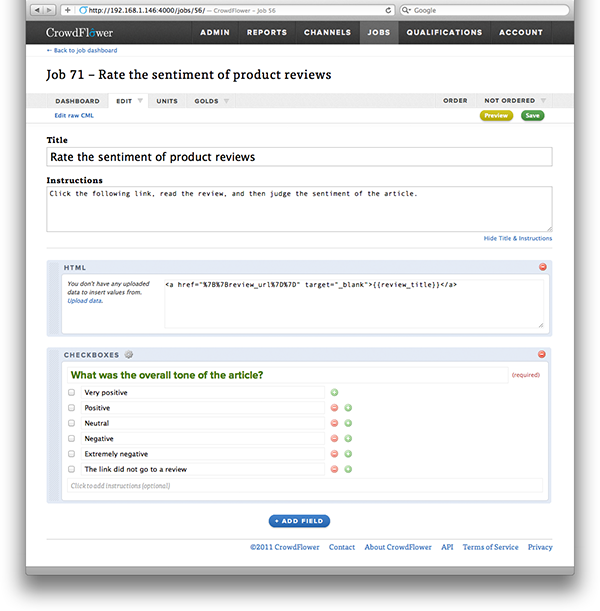 http://192.168.1.146:4000/jobs/56/ — CrowdFlower – Job 56
Google
CrowdFlower
ADMIN REPORTS CHANNELS JOBS QUALIFICATIONS ACCOUNT
← Back to job dashboard
Job 71 – Rate the sentiment of product reviews
DASHBOARD EDIT UNITS GOLDS ORDER NOT ORDERED
Edit raw CML Preview Save
Title
Rate the sentiment of product reviews
Instructions
Click the following link, read the review, and then judge the sentiment of the article.
Hide Title & Instructions
HTML
You don't have any uploaded
data to insert values from.
Upload data.
<a href="%7B%7Breview_url%7D%7D" target="_blank">{{review_title}}</a>
CHECKBOXES
What was the overall tone of the article? (required)
Very positive
Positive
Neutral
Negative
Extremely negative
The link did not go to a review
Click to add instructions (optional)
+ ADD FIELD
©2011 CrowdFlower Contact About CrowdFlower API Terms of Service Privacy